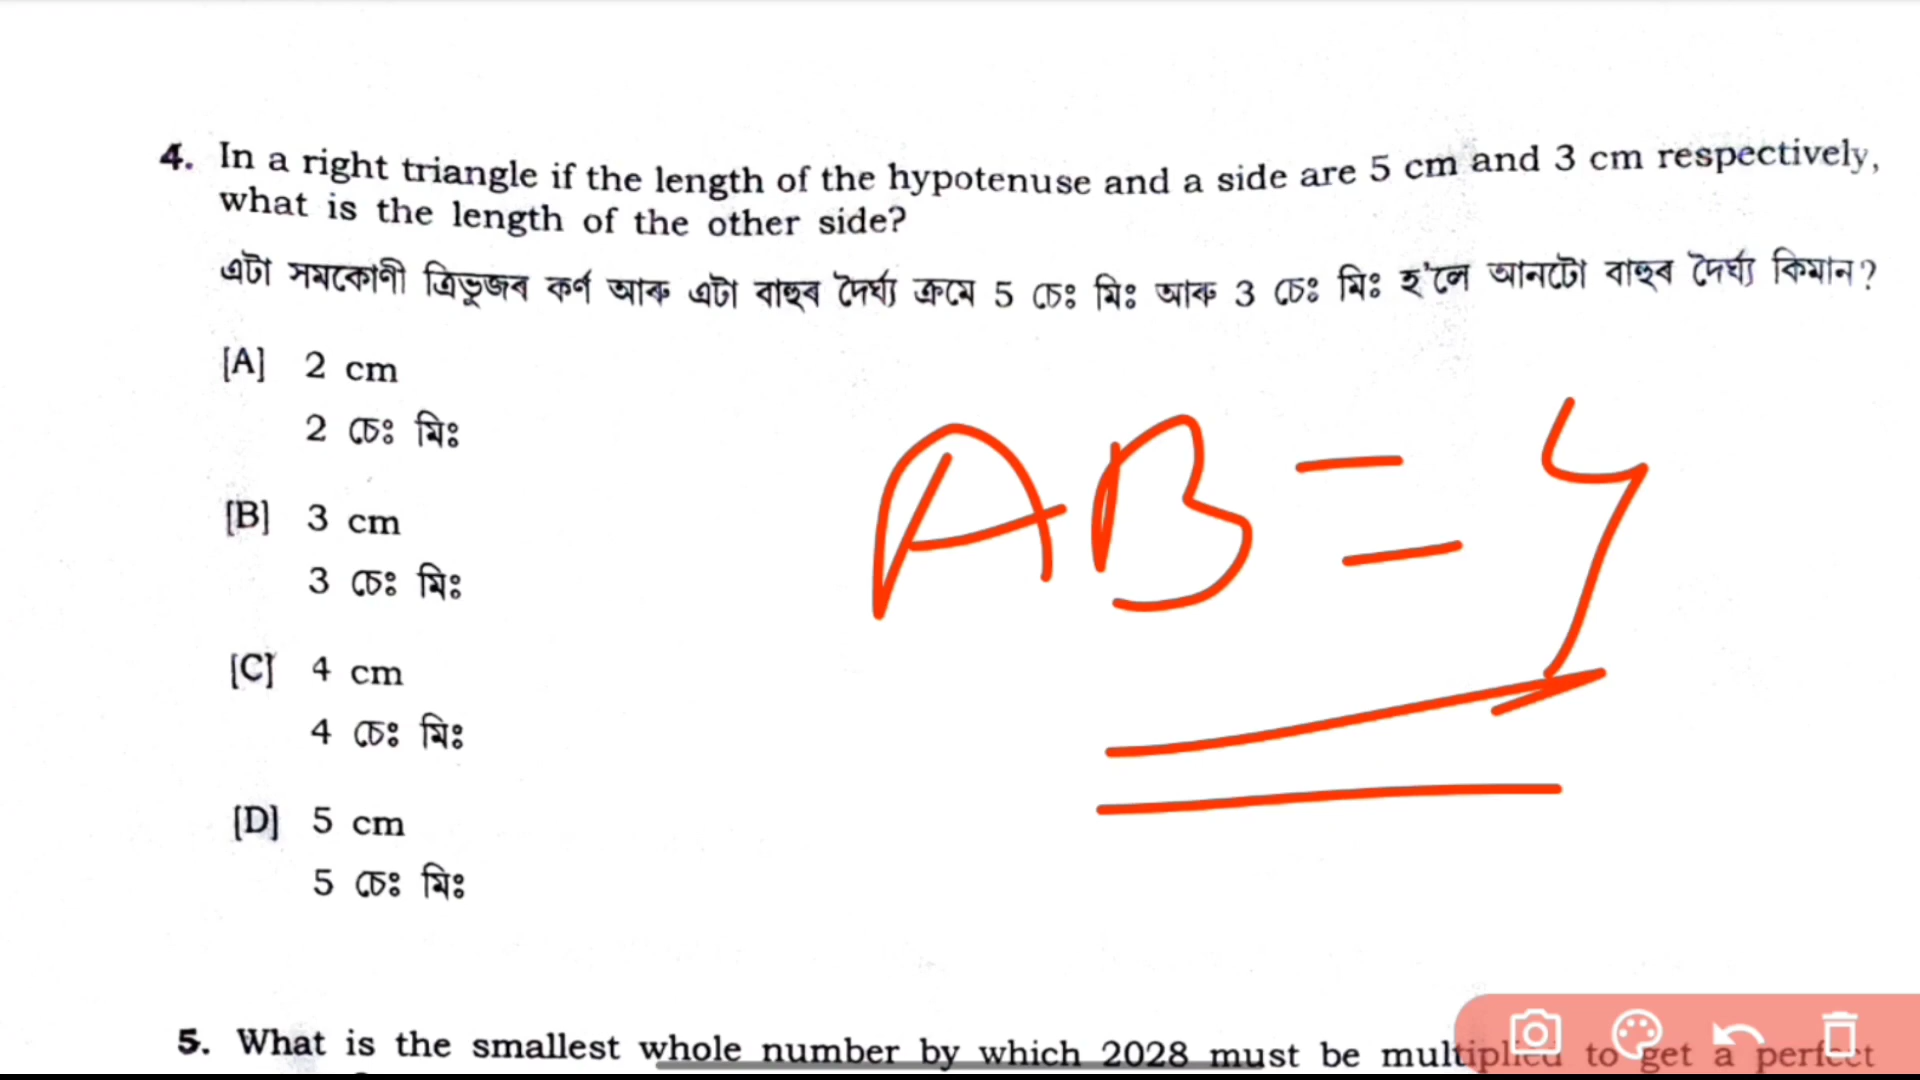 4. In a right triangle if the length of the hypotenuse and a side are 5 cm and 3 cm respectively,
what is the length of the other side?
এটা সমকোণী ত্ৰিভূজৰ কৰ্ণ আৰু এটা বাহুৰ দৈৰ্ঘ্য ক্ৰমে 5 চেঃ মিঃ আৰু 3 চেঃ মিঃ হ'লে আনটো বাহুৰ দৈৰ্ঘ্য কিমান?
[A] 2 cm
2 চেঃ মিঃ
[B] 3 cm
3 চেঃ মিঃ
[C] 4 cm
4 চেঃ মিঃ
[D] 5 cm
5 চেঃ মিঃ
AB = 4
5. What is the smallest whole number by which 2028 must be multiplied to get a perfect